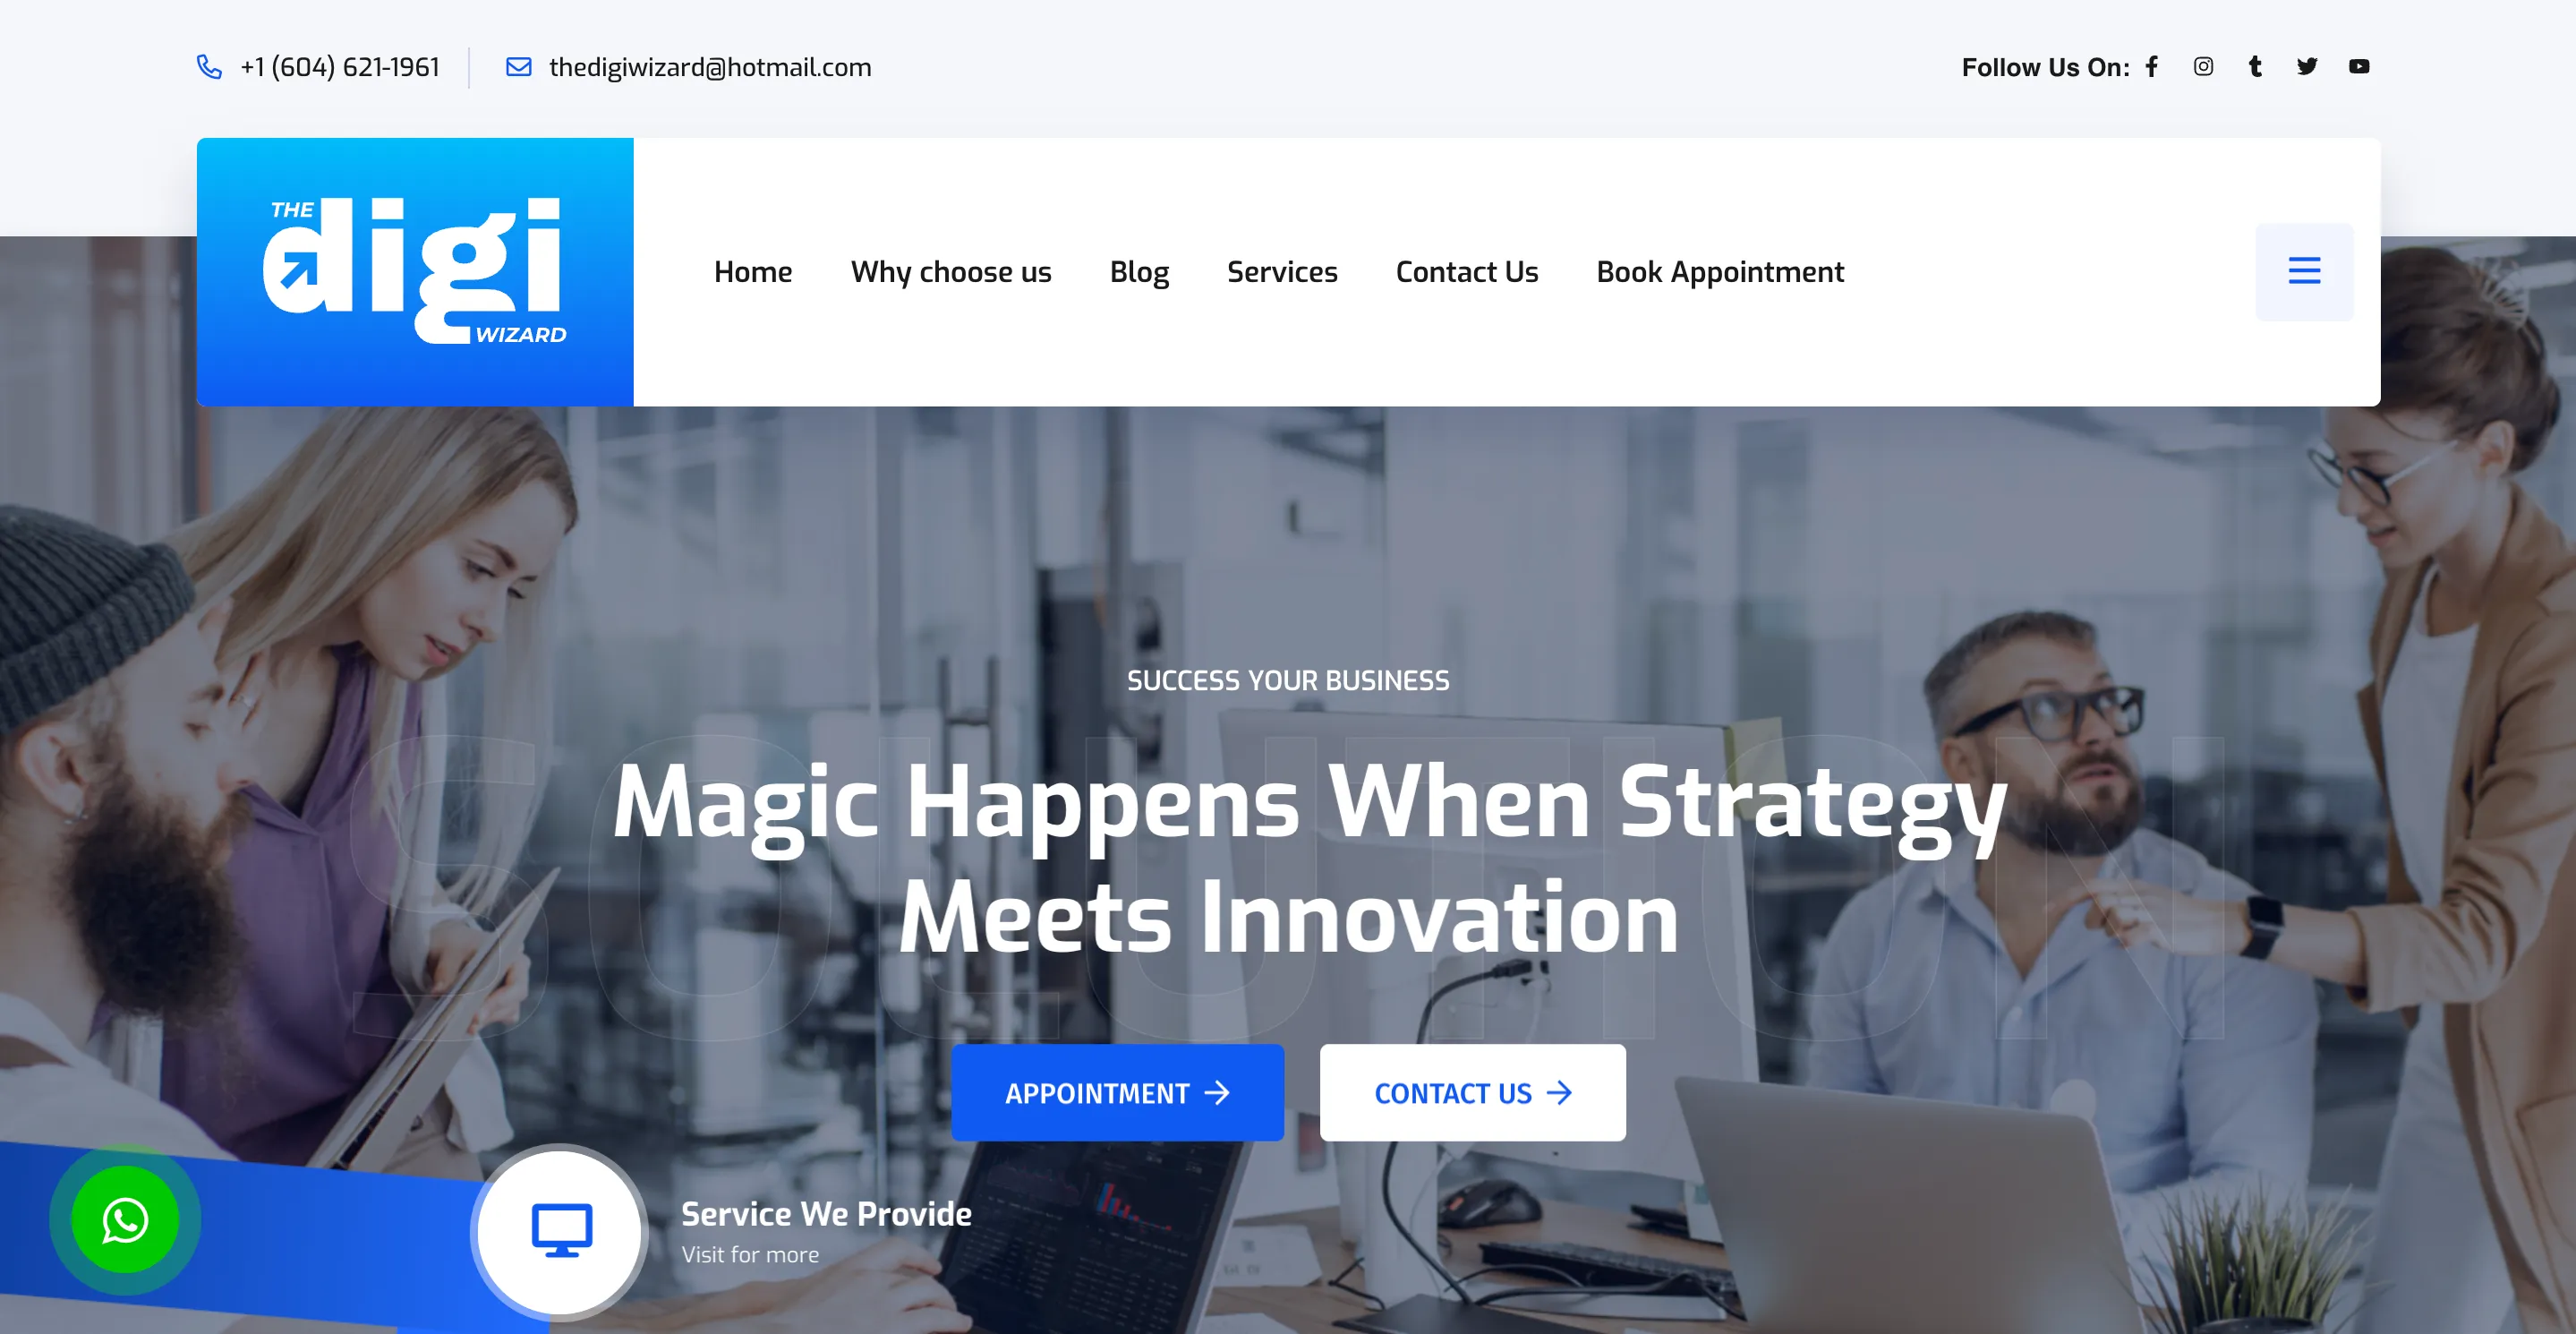 +1 (604) 621-1961
thedigiwizard@hotmail.com
Follow Us On:
THE
digi
WIZARD
Home
Why choose us
Blog
Services
Contact Us
Book Appointment
SUCCESS YOUR BUSINESS
SOLUTION
Magic Happens When Strategy
Meets Innovation
APPOINTMENT
CONTACT US
Service We Provide
Visit for more